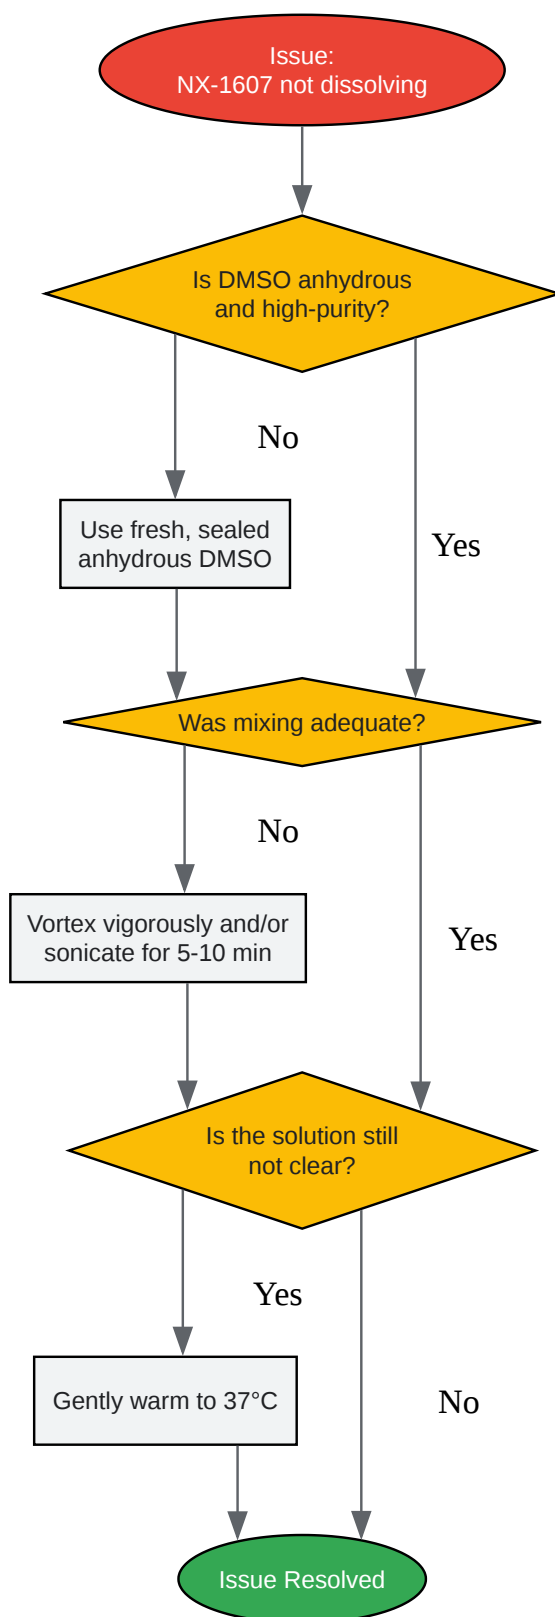 Issue:
NX-1607 not dissolving
Is DMSO anhydrous
and high-purity?
No
Use fresh, sealed
anhydrous DMSO
Yes
Was mixing adequate?
No
Vortex vigorously and/or
sonicate for 5-10 min
Yes
Is the solution still
not clear?
Yes
Gently warm to 37°C
No
Issue Resolved